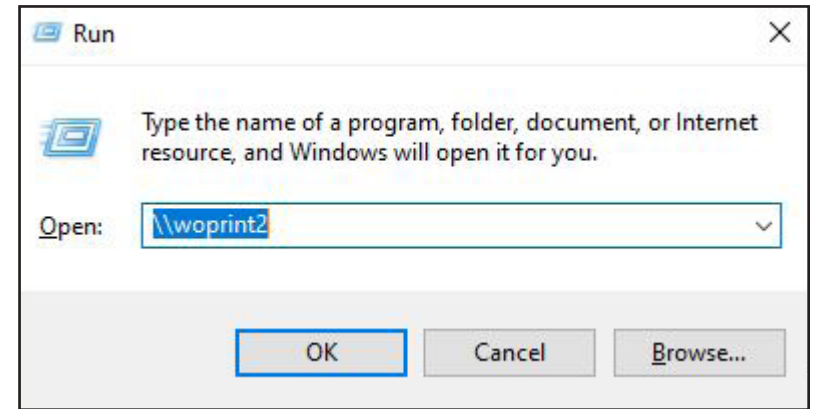 Run
Type the name of a program, folder, document, or Internet
resource, and Windows will open it for you.
Open: \\woprint2
OK Cancel Browse...